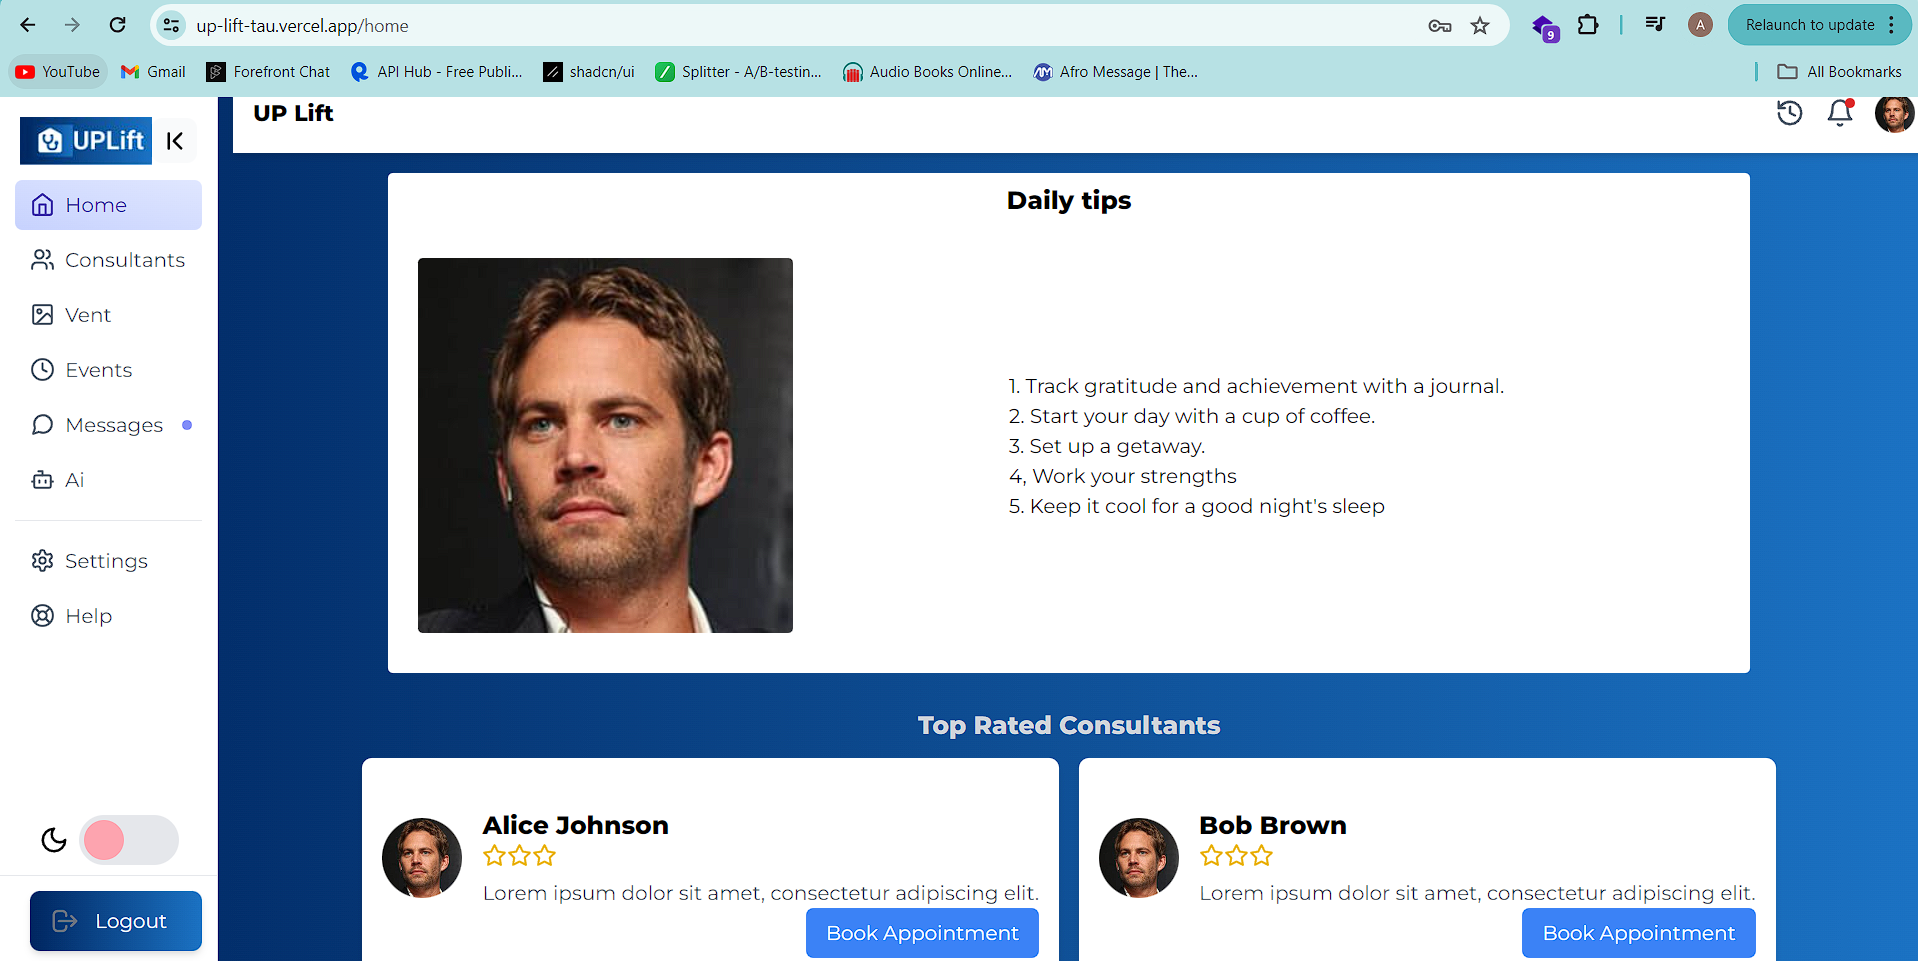 up-lift-tau.vercel.app/home
9
A
Relaunch to update
YouTube
Gmail
Forefront Chat
API Hub - Free Publi...
shadcn/ui
Splitter - A/B-testin...
Audio Books Online...
Afro Message | The...
All Bookmarks
UPLift
UP Lift
Home
Consultants
Vent
Events
Messages
Ai
Settings
Help
Logout
Daily tips
1. Track gratitude and achievement with a journal.
2. Start your day with a cup of coffee.
3. Set up a getaway.
4, Work your strengths
5. Keep it cool for a good night's sleep
Top Rated Consultants
Alice Johnson
Lorem ipsum dolor sit amet, consectetur adipiscing elit.
Book Appointment
Bob Brown
Lorem ipsum dolor sit amet, consectetur adipiscing elit.
Book Appointment